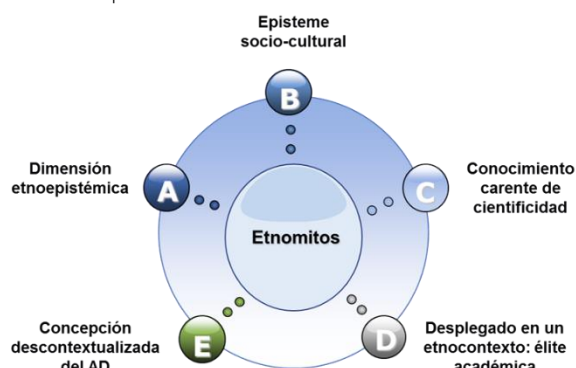 Episteme
socio-cultural
B
Dimensión
etnoepistémica
A
Conocimiento
carente de
cientificidad
C
Etnomitos
Concepción
descontextualizada
del AD
E
Desplegado en un
etnocontexto: élite
académica
D